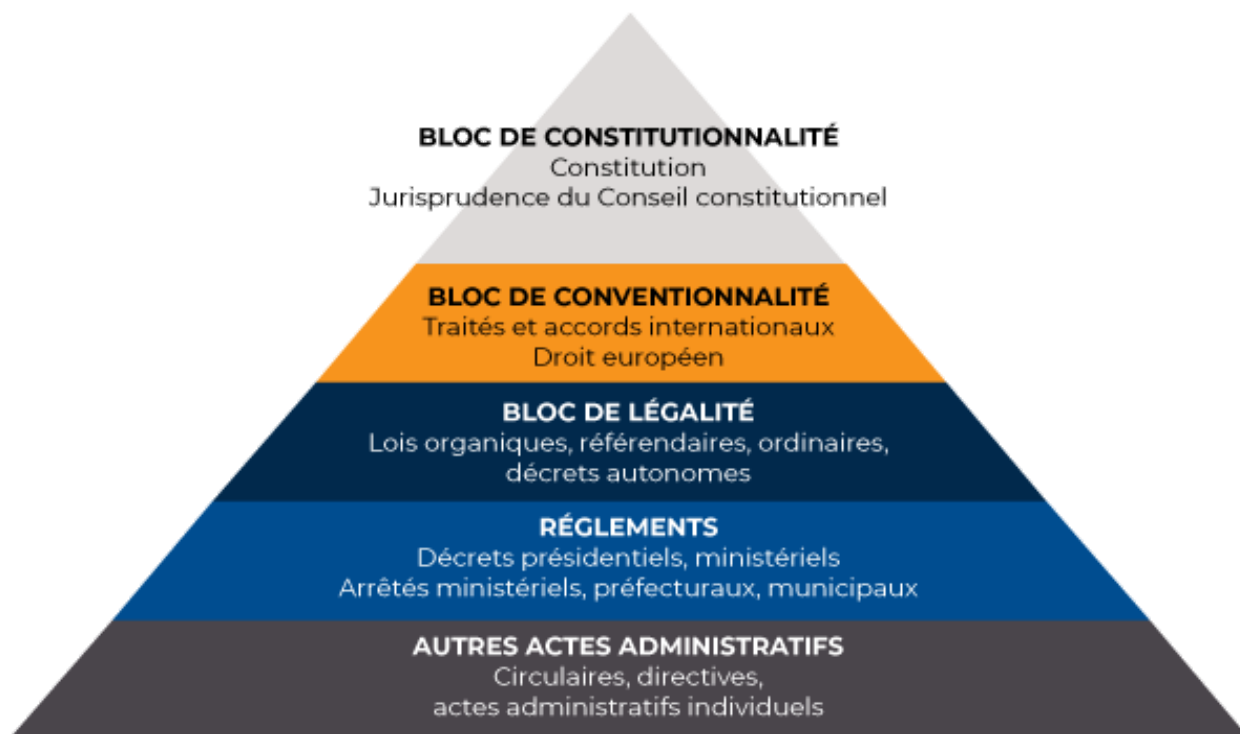 BLOC DE CONSTITUTIONNALITÉ
Constitution
Jurisprudence du Conseil constitutionnel
BLOC DE CONVENTIONNALITÉ
Traités et accords internationaux
Droit européen
BLOC DE LÉGALITÉ
Lois organiques, référendaires, ordinaires,
décrets autonomes
RÉGLEMENTS
Décrets présidentiels, ministériels
Arrêtés ministériels, préfecturaux, municipaux
AUTRES ACTES ADMINISTRATIFS
Circulaires, directives,
actes administratifs individuels